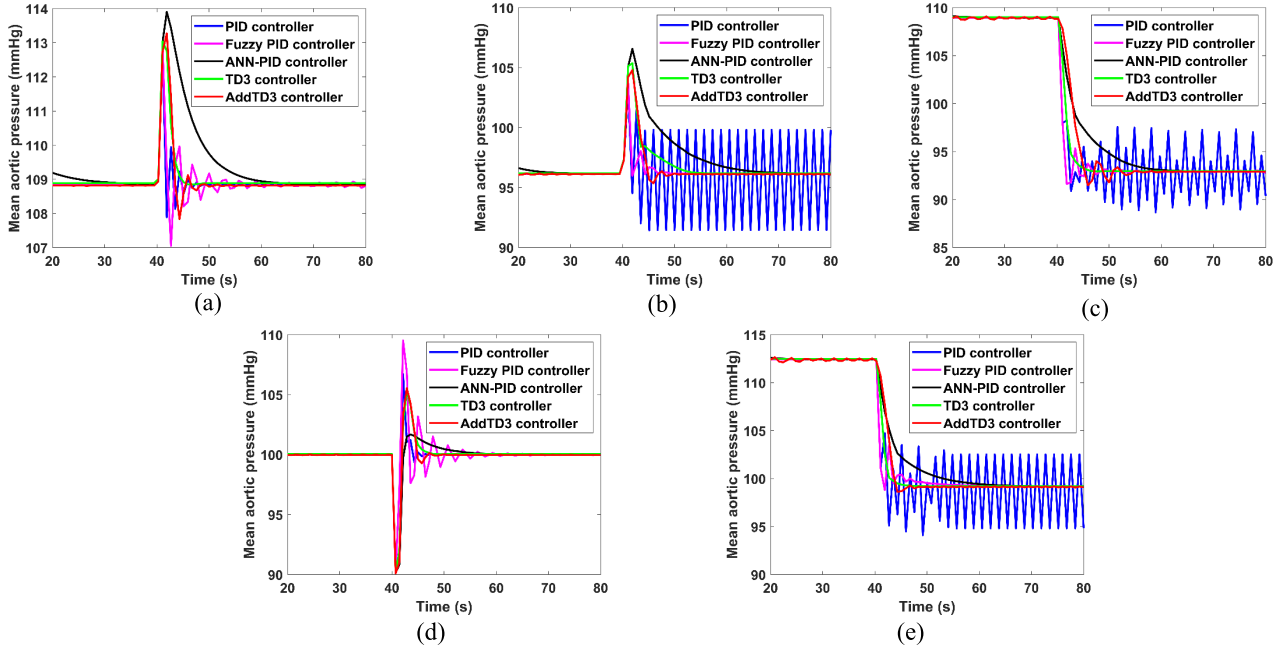 114
113
112
111
110
109
108
107
Mean aortic pressure (mmHg)
20 30 40 50 60 70 80
Time (s)
PID controller
Fuzzy PID controller
ANN-PID controller
TD3 controller
AddTD3 controller
(a)
110
105
100
95
90
Mean aortic pressure (mmHg)
20 30 40 50 60 70 80
Time (s)
PID controller
Fuzzy PID controller
ANN-PID controller
TD3 controller
AddTD3 controller
(b)
110
105
100
95
90
85
Mean aortic pressure (mmHg)
20 30 40 50 60 70 80
Time (s)
PID controller
Fuzzy PID controller
ANN-PID controller
TD3 controller
AddTD3 controller
(c)
110
105
100
95
90
Mean aortic pressure (mmHg)
20 30 40 50 60 70 80
Time (s)
PID controller
Fuzzy PID controller
ANN-PID controller
TD3 controller
AddTD3 controller
(d)
115
110
105
100
95
90
Mean aortic pressure (mmHg)
20 30 40 50 60 70 80
Time (s)
PID controller
Fuzzy PID controller
ANN-PID controller
TD3 controller
AddTD3 controller
(e)